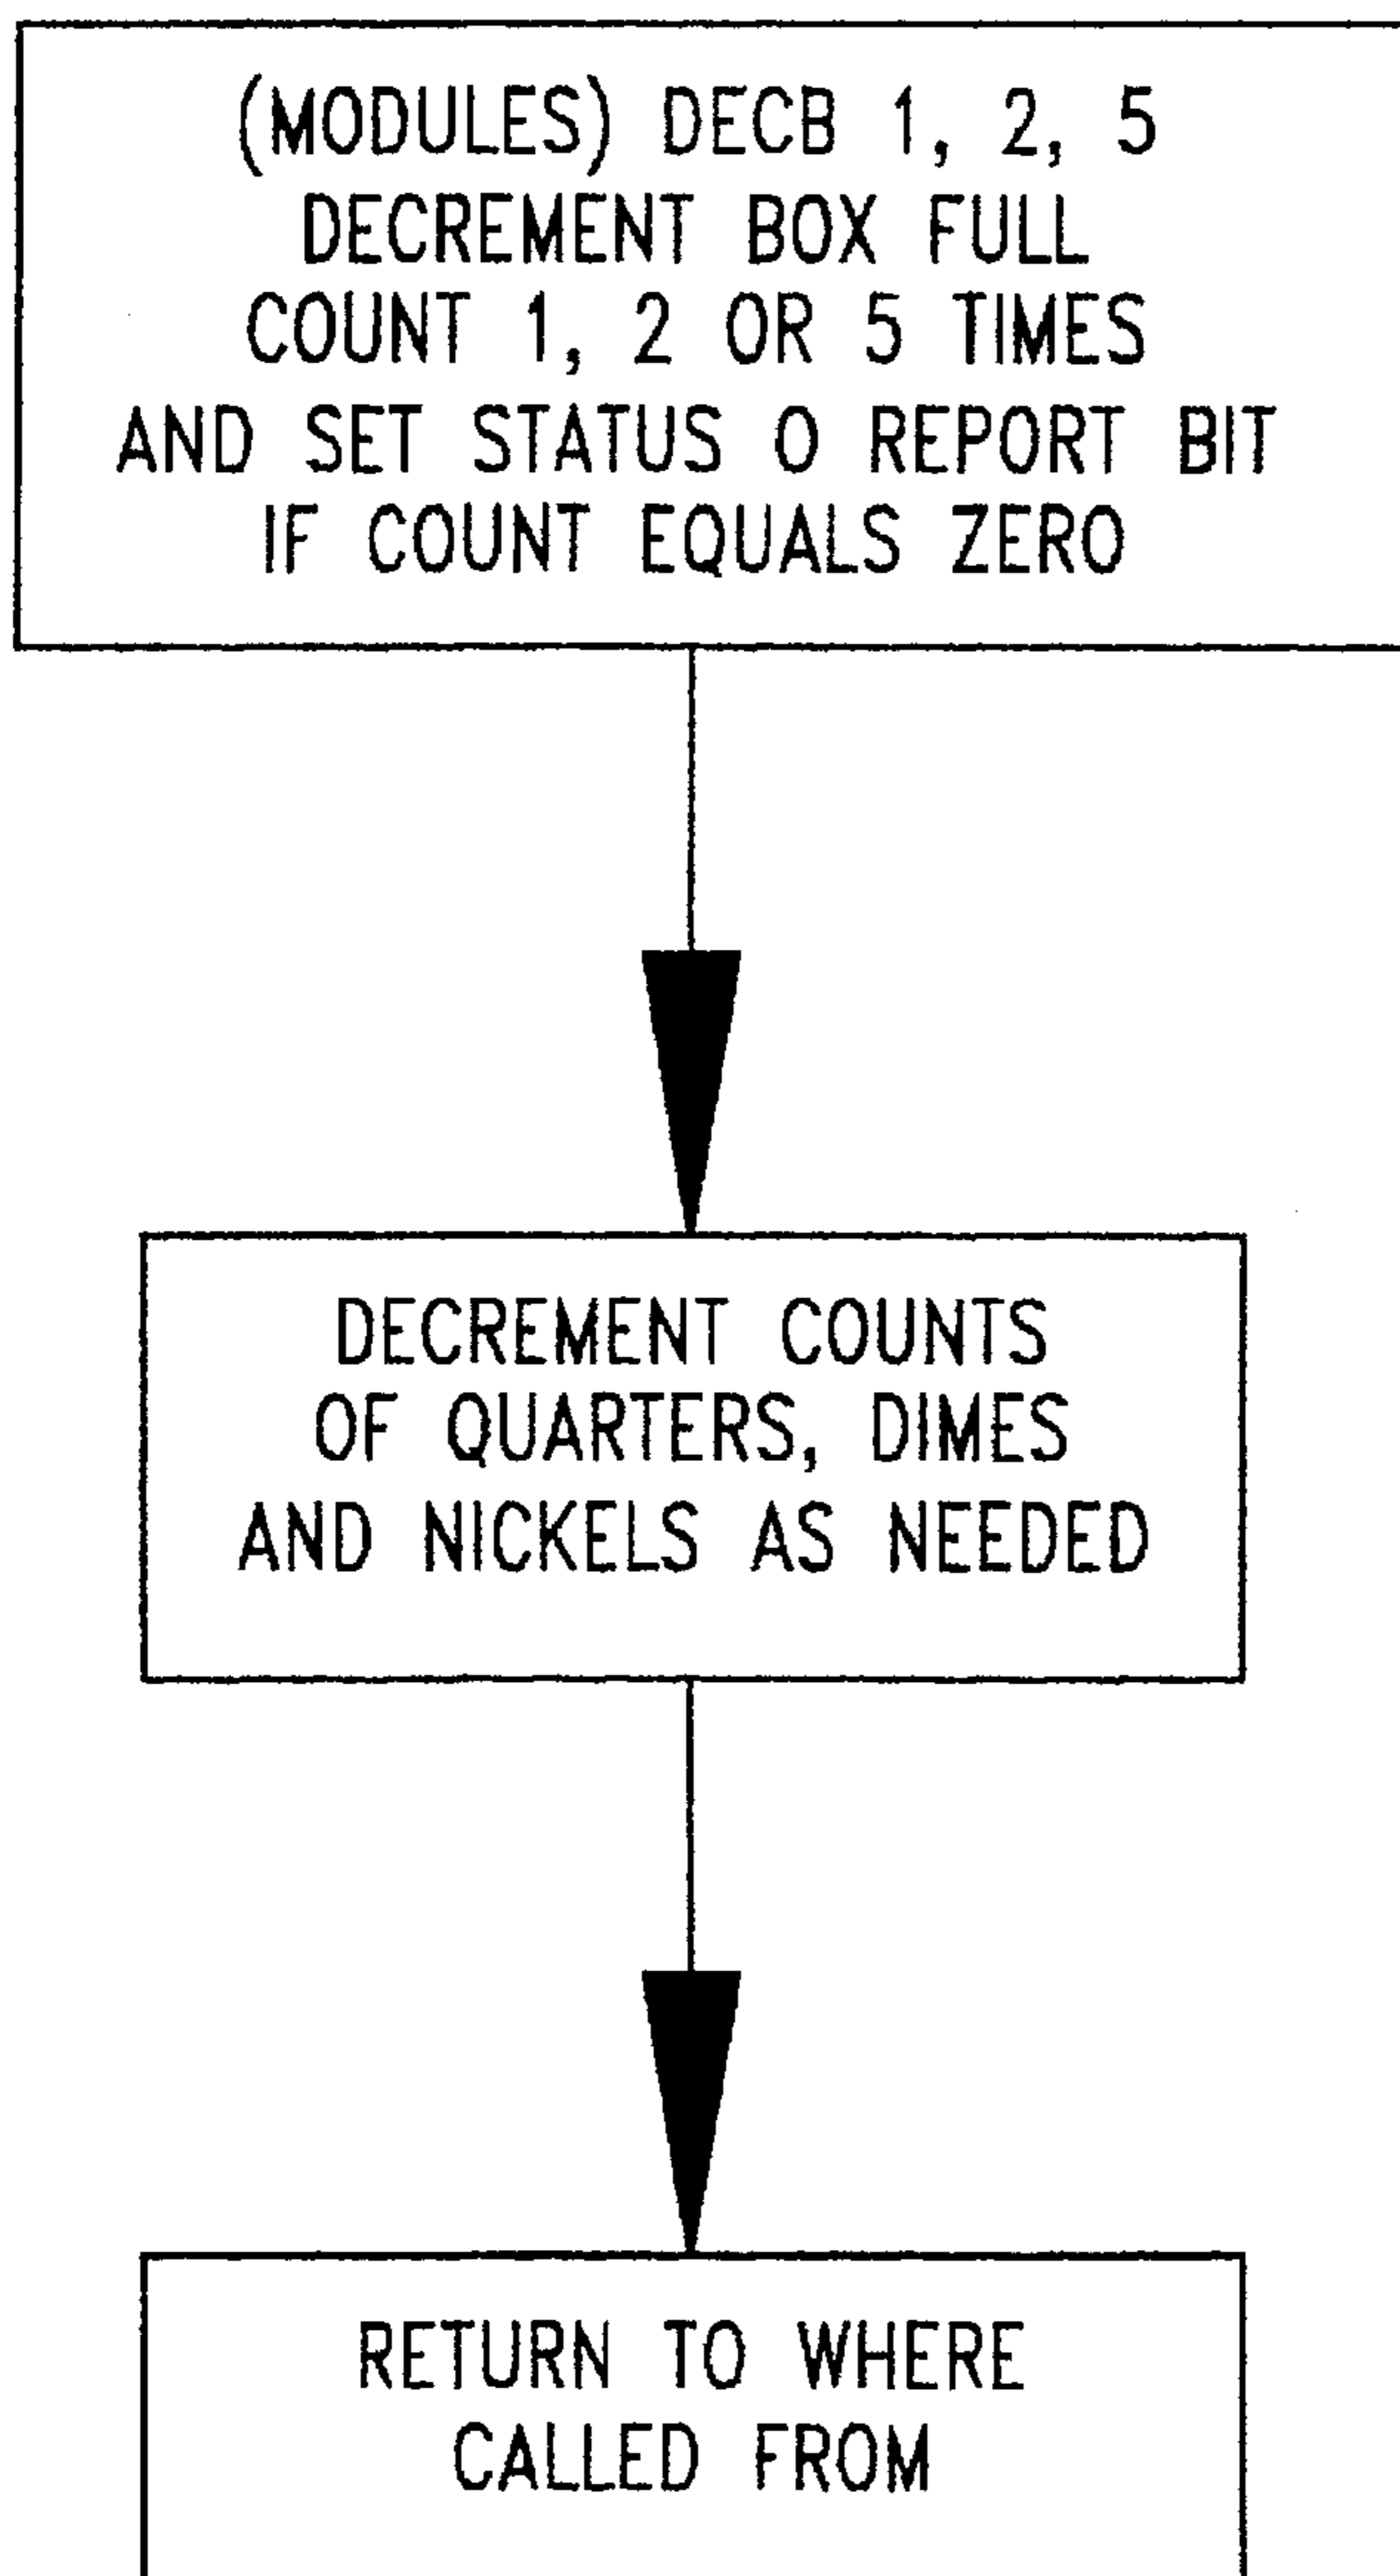 (MODULES) DECB 1, 2, 5
DECREMENT BOX FULL
COUNT 1, 2 OR 5 TIMES
AND SET STATUS O REPORT BIT
IF COUNT EQUALS ZERO
DECREMENT COUNTS
OF QUARTERS, DIMES
AND NICKELS AS NEEDED
RETURN TO WHERE
CALLED FROM